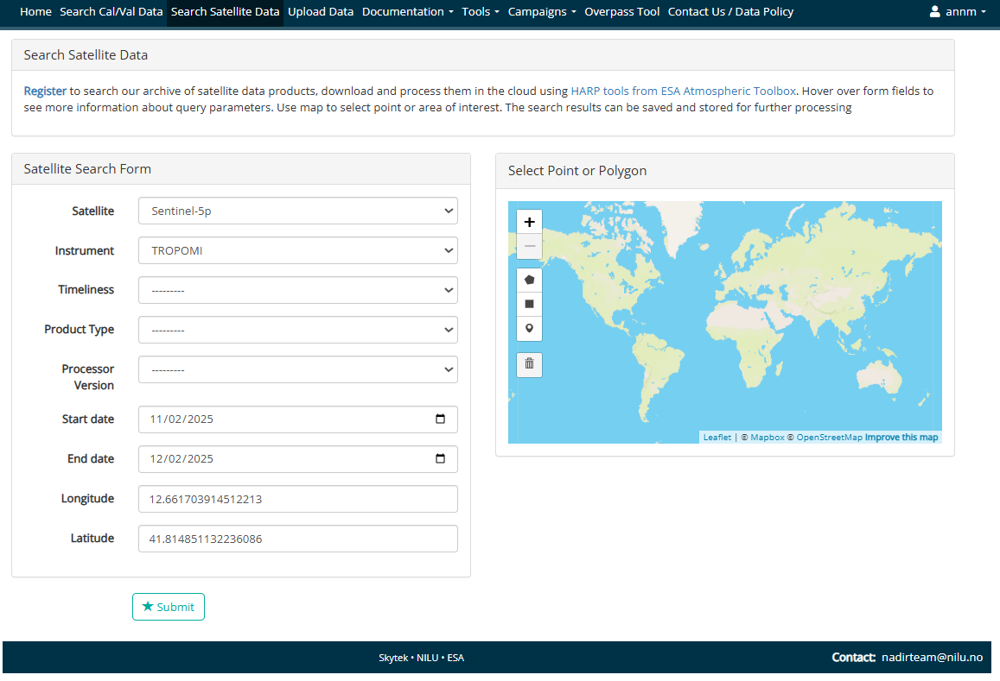 Home Search Cal/Val Data Search Satellite Data Upload Data Documentation Tools Campaigns Overpass Tool Contact Us / Data Policy annm
Search Satellite Data
Register to search our archive of satellite data products, download and process them in the cloud using HARP tools from ESA Atmospheric Toolbox. Hover over form fields to
see more information about query parameters. Use map to select point or area of interest. The search results can be saved and stored for further processing
Satellite Search Form
Satellite Sentinel-5p
Instrument TROPOMI
Timeliness ---------
Product Type ---------
Processor
Version ---------
Start date 11/02/2025
End date 12/02/2025
Longitude 12.661703914512213
Latitude 41.814851132236086
Submit
Select Point or Polygon
+
−
Leaflet | © Mapbox © OpenStreetMap Improve this map
Skytek • NILU • ESA
Contact: nadirteam@nilu.no